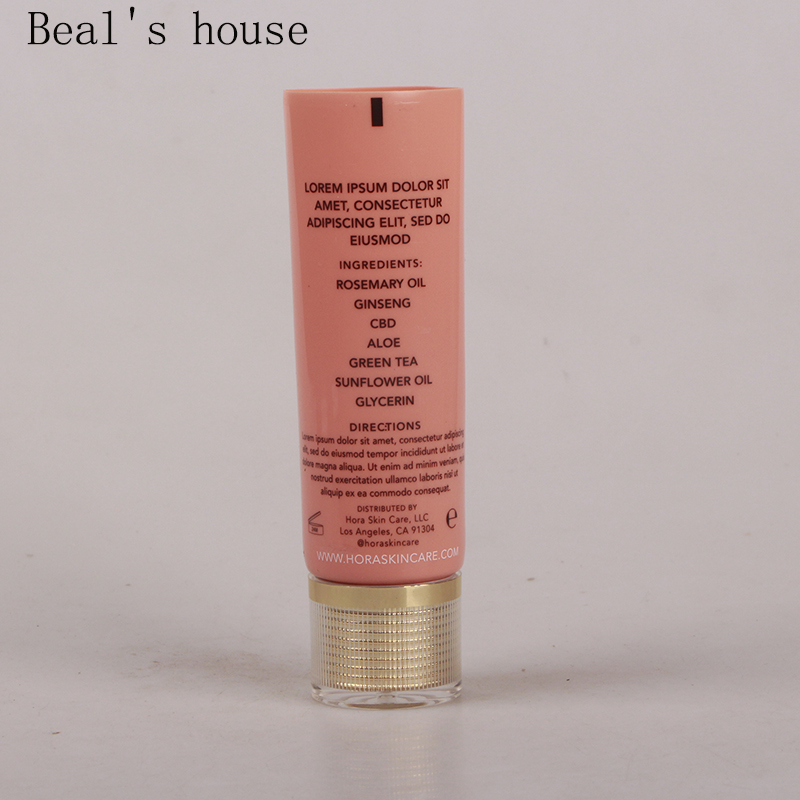 Beal's house
LOREM IPSUM DOLOR SIT
AMET, CONSECTETUR
ADIPISCING ELIT, SED DO
EIUSMOD
INGREDIENTS:
ROSEMARY OIL
GINSENG
CBD
ALOE
GREEN TEA
SUNFLOWER OIL
GLYCERIN
DIRECTIONS
Lorem ipsum dolor sit amet, consectetur adipiscing
elit, sed do eiusmod tempor incididunt ut labore et
dolore magna aliqua. Ut enim ad minim veniam, quis
nostrud exercitation ullamco laboris nisl ut
aliquip ex ea commodo consequat.
DISTRIBUTED BY
Hora Skin Care, LLC
Los Angeles, CA 91304
@horaskincare
e
WWW.HORASKINCARE.COM